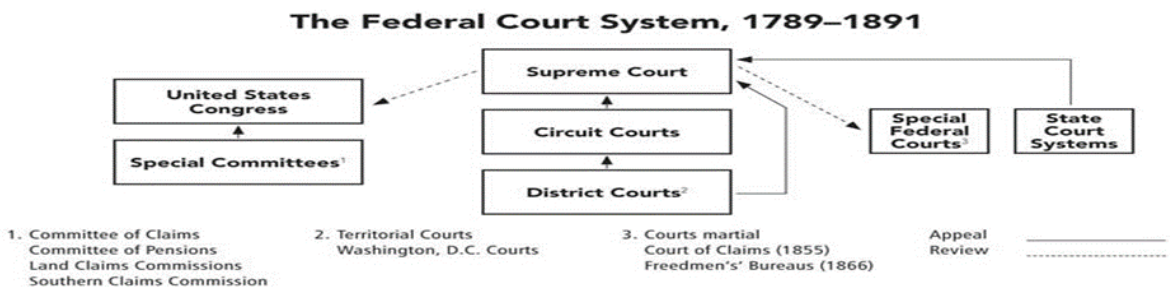 The Federal Court System, 1789–1891
Supreme Court
United States
Congress
Special
Federal
Courts3
State
Court
Systems
Circuit Courts
Special Committees1
District Courts2
1. Committee of Claims
Committee of Pensions
Land Claims Commissions
Southern Claims Commission
2. Territorial Courts
Washington, D.C. Courts
3. Courts martial
Court of Claims (1855)
Freedmen's' Bureaus (1866)
Appeal
Review